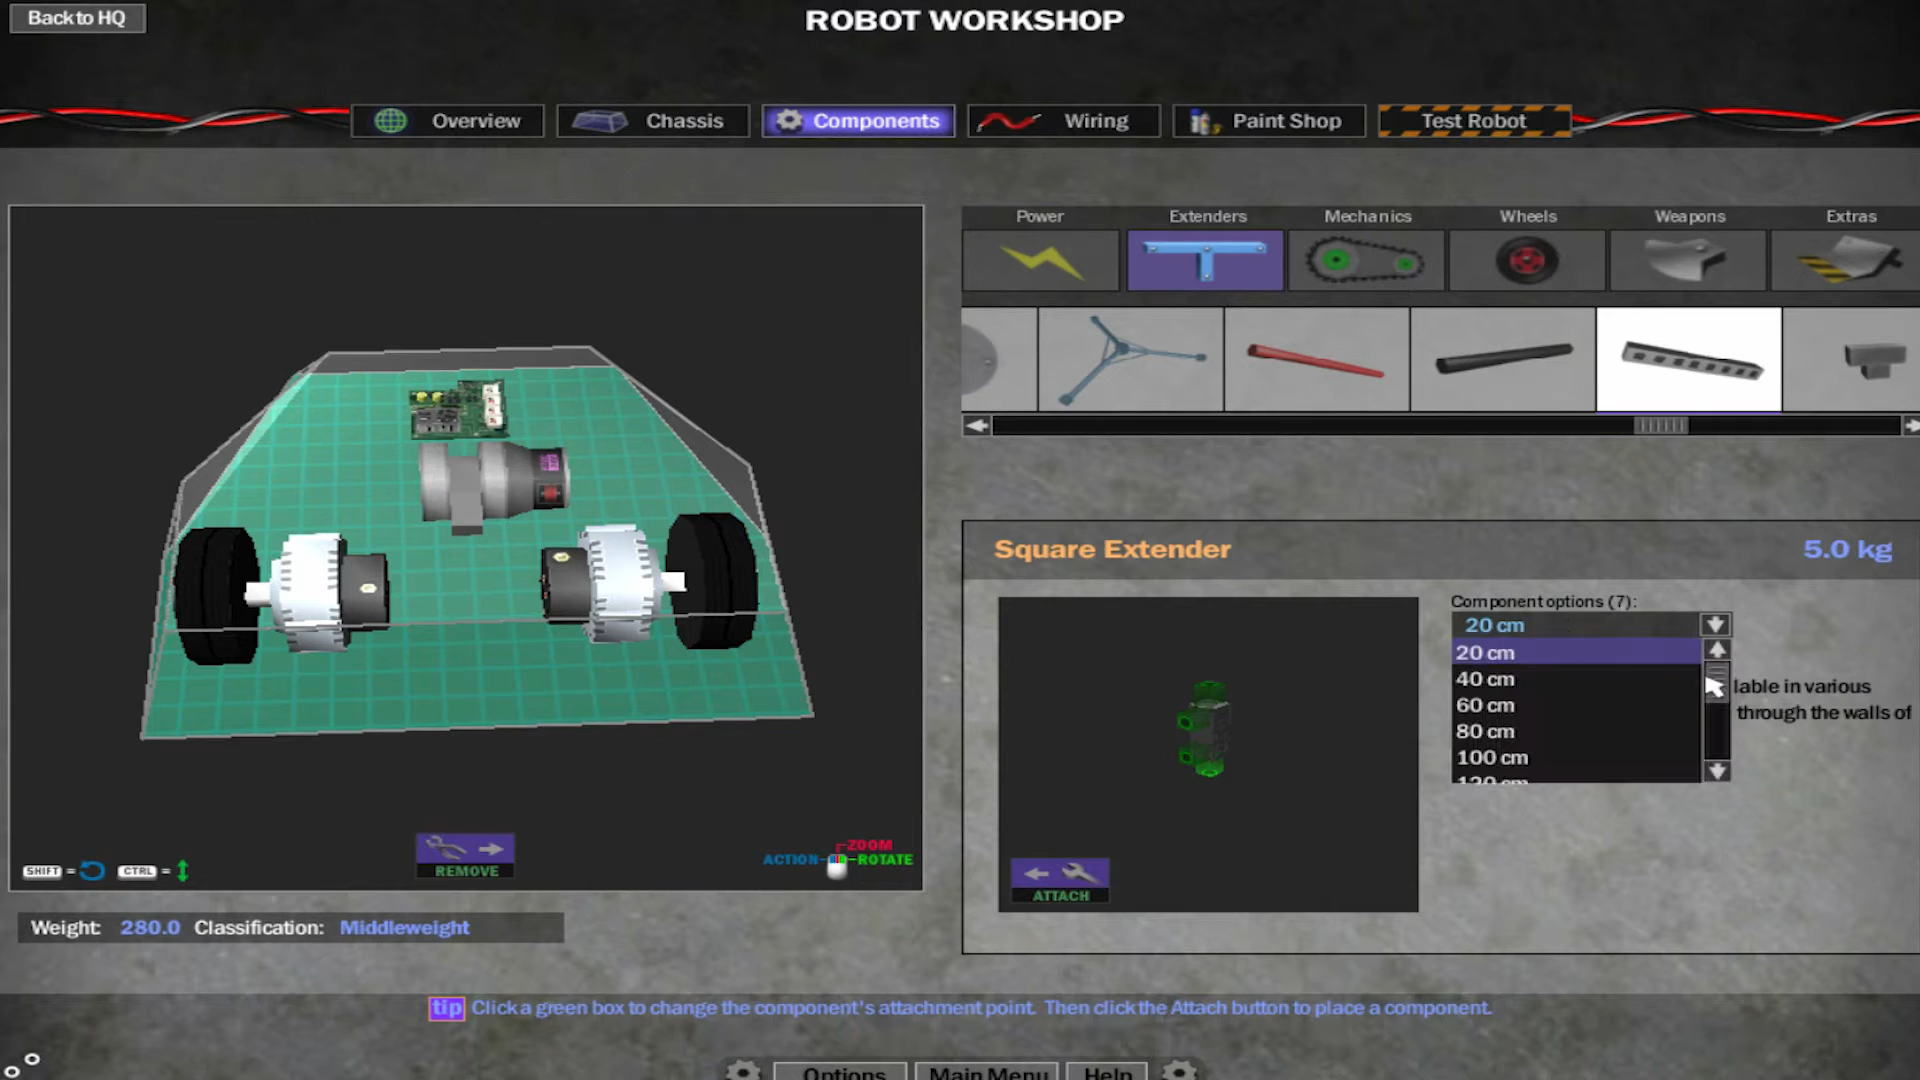 Back to HQ
ROBOT WORKSHOP
Overview
Chassis
Components
Wiring
Paint Shop
Test Robot
Power
Extenders
Mechanics
Wheels
Weapons
Extras
Square Extender
5.0 kg
Component options (7):
20 cm
20 cm
40 cm
60 cm
80 cm
100 cm
120 cm
lable in various
through the walls of
ATTACH
REMOVE
SHIFT =
CTRL =
ZOOM
ACTION
ROTATE
Weight: 280.0 Classification: Middleweight
tip Click a green box to change the component's attachment point. Then click the Attach button to place a component.
Options
Main Menu
Help